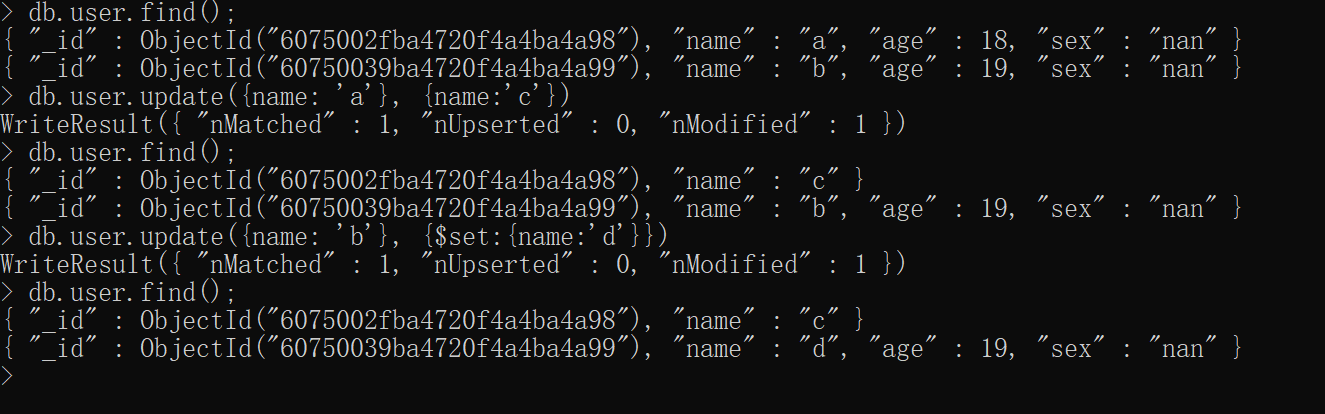 > db.user.find();
{ "_id" : ObjectId("6075002fba4720f4a4ba4a98"), "name" : "a", "age" : 18, "sex" : "nan" }
{ "_id" : ObjectId("60750039ba4720f4a4ba4a99"), "name" : "b", "age" : 19, "sex" : "nan" }
> db.user.update({name: 'a'}, {name:'c'})
WriteResult({ "nMatched" : 1, "nUpserted" : 0, "nModified" : 1 })
> db.user.find();
{ "_id" : ObjectId("6075002fba4720f4a4ba4a98"), "name" : "c" }
{ "_id" : ObjectId("60750039ba4720f4a4ba4a99"), "name" : "b", "age" : 19, "sex" : "nan" }
> db.user.update({name: 'b'}, {$set:{name:'d'}})
WriteResult({ "nMatched" : 1, "nUpserted" : 0, "nModified" : 1 })
> db.user.find();
{ "_id" : ObjectId("6075002fba4720f4a4ba4a98"), "name" : "c" }
{ "_id" : ObjectId("60750039ba4720f4a4ba4a99"), "name" : "d", "age" : 19, "sex" : "nan" }
>